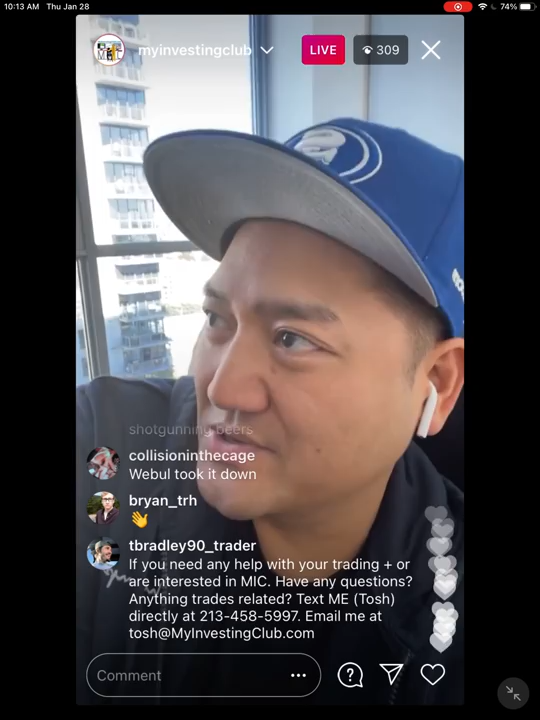 10:13 AM Thu Jan 28
74%
myinvestingclub
LIVE
309
shotgunning beers
collisioninthecage
Webul took it down
bryan_trh
👋
tbradley90_trader
If you need any help with your trading + or
are interested in MIC. Have any questions?
Anything trades related? Text ME (Tosh)
directly at 213-458-5997. Email me at
tosh@MyInvestingClub.com
Comment